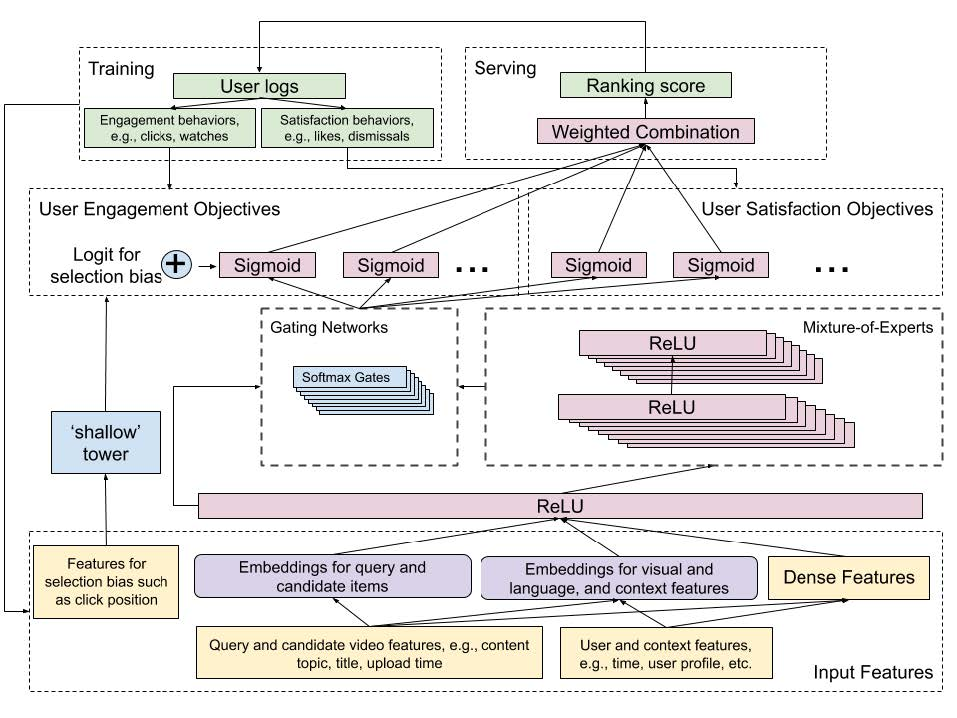 Training
User logs
Engagement behaviors,
e.g., clicks, watches
Satisfaction behaviors,
e.g., likes, dismissals
Serving
Ranking score
Weighted Combination
User Engagement Objectives
Logit for
selection bias
+
Sigmoid
Sigmoid
...
User Satisfaction Objectives
Sigmoid
Sigmoid
...
Gating Networks
Softmax Gates
Mixture-of-Experts
ReLU
ReLU
'shallow'
tower
ReLU
Features for
selection bias such
as click position
Embeddings for query and
candidate items
Embeddings for visual and
language, and context features
Dense Features
Query and candidate video features, e.g., content
topic, title, upload time
User and context features,
e.g., time, user profile, etc.
Input Features